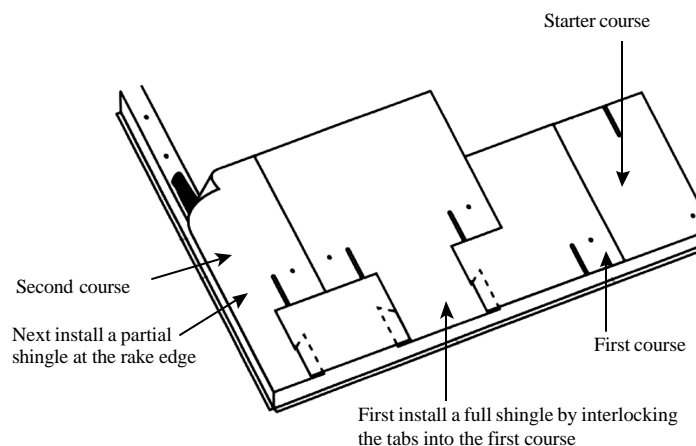 Starter course
Second course
Next install a partial
shingle at the rake edge
First course
First install a full shingle by interlocking
the tabs into the first course